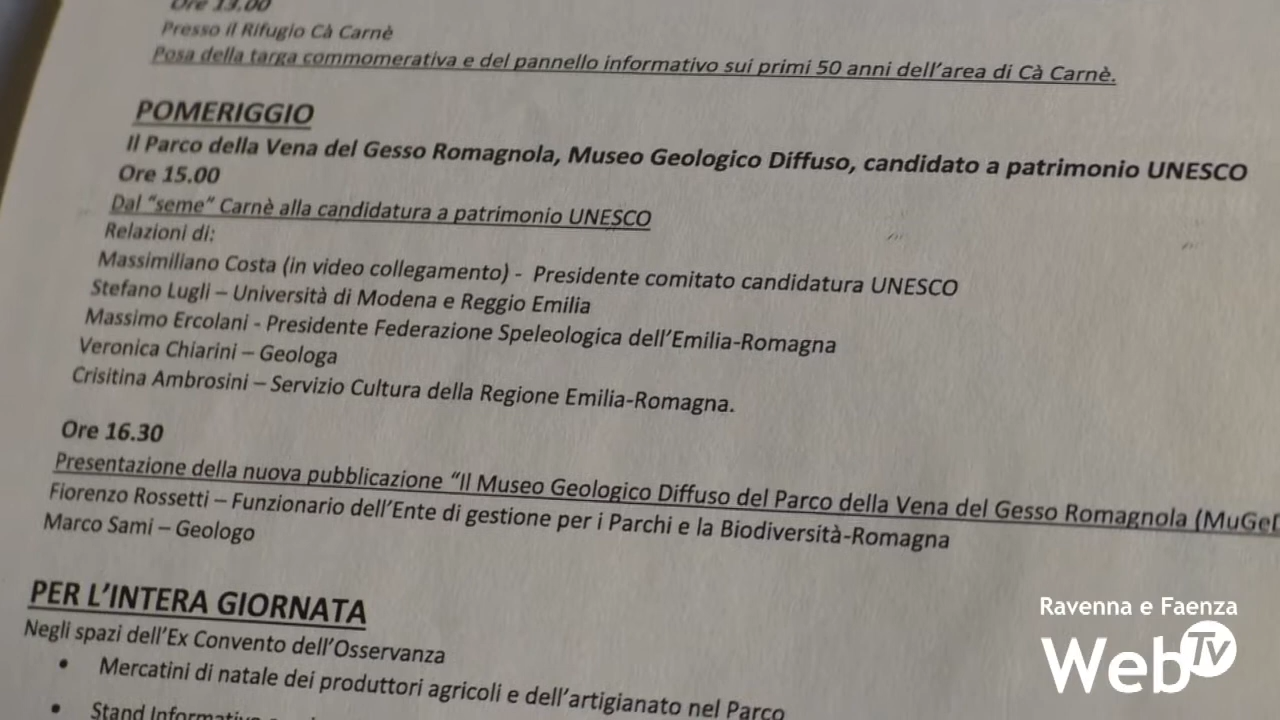 Ore 13.00
Presso il Rifugio Cà Carnè
Posa della targa commomerativa e del pannello informativo sui primi 50 anni dell'area di Cà Carnè.
POMERIGGIO
Il Parco della Vena del Gesso Romagnola, Museo Geologico Diffuso, candidato a patrimonio UNESCO
Ore 15.00
Dal "seme" Carnè alla candidatura a patrimonio UNESCO
Relazioni di:
Massimiliano Costa (in video collegamento) - Presidente comitato candidatura UNESCO
Stefano Lugli – Università di Modena e Reggio Emilia
Massimo Ercolani - Presidente Federazione Speleologica dell'Emilia-Romagna
Veronica Chiarini – Geologa
Crisitina Ambrosini – Servizio Cultura della Regione Emilia-Romagna.
Ore 16.30
Presentazione della nuova pubblicazione "Il Museo Geologico Diffuso del Parco della Vena del Gesso Romagnola
Fiorenzo Rossetti – Funzionario dell'Ente di gestione per i Parchi e la Biodiversità-Romagna
Marco Sami – Geologo
PER L'INTERA GIORNATA
Negli spazi dell'Ex Convento dell'Osservanza
• Mercatini di natale dei produttori agricoli e dell'artigianato nel Parco
• Stand
Ravenna e Faenza
Web Tv